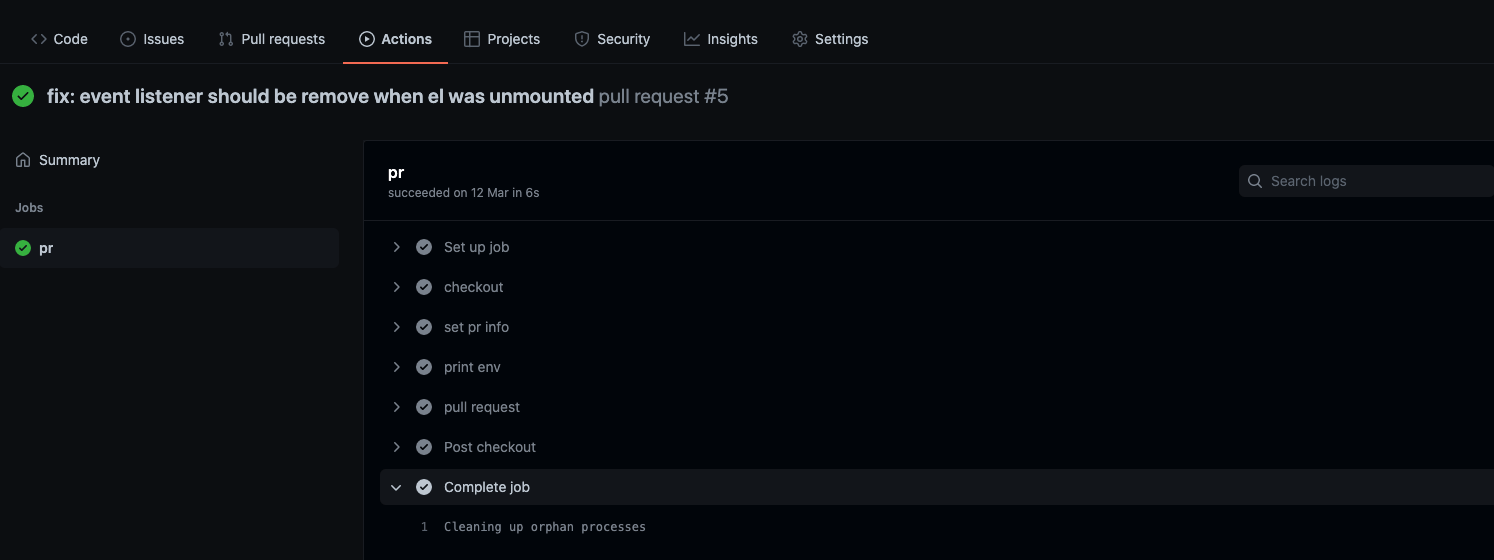 Code Issues Pull requests Actions Projects Security Insights Settings
fix: event listener should be remove when el was unmounted pull request #5
Summary
Jobs
pr
pr
succeeded on 12 Mar in 6s
Search logs
Set up job
checkout
set pr info
print env
pull request
Post checkout
Complete job
1 Cleaning up orphan processes